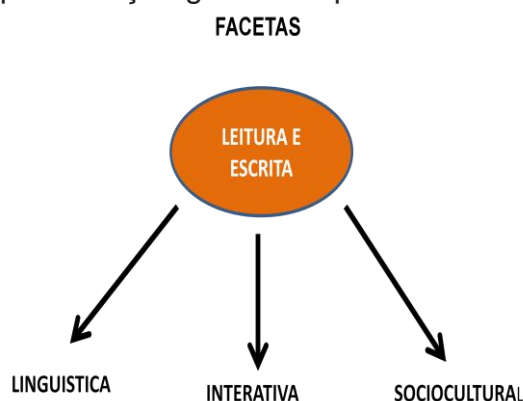 FACETAS
LEITURA E
ESCRITA
LINGUISTICA
INTERATIVA
SOCIOCULTURAL